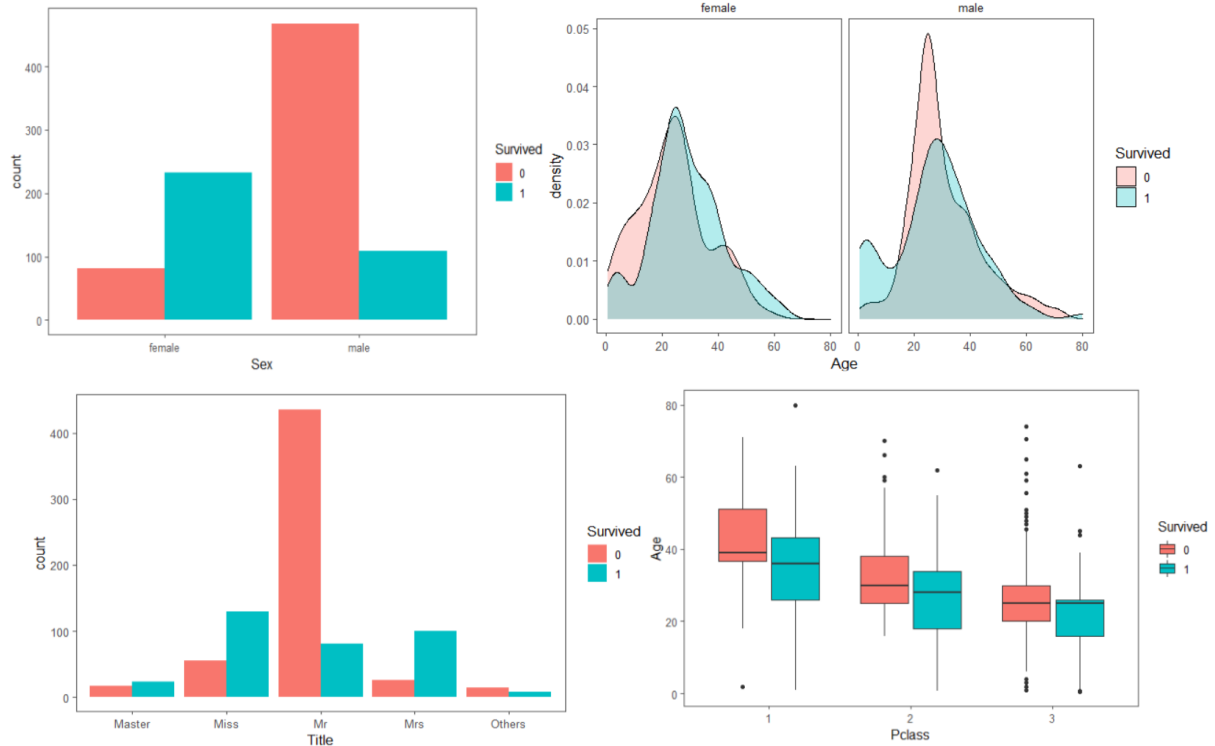 400
300
200
100
0
count
female
male
Sex
Survived
0
1
female
male
0.05
0.04
0.03
0.02
0.01
0.00
density
0 20 40 60 80
0 20 40 60 80
Age
Survived
0
1
400
300
200
100
0
count
Master Miss Mr Mrs Others
Title
Survived
0
1
80
60
40
20
0
Age
1 2 3
Pclass
Survived
0
1